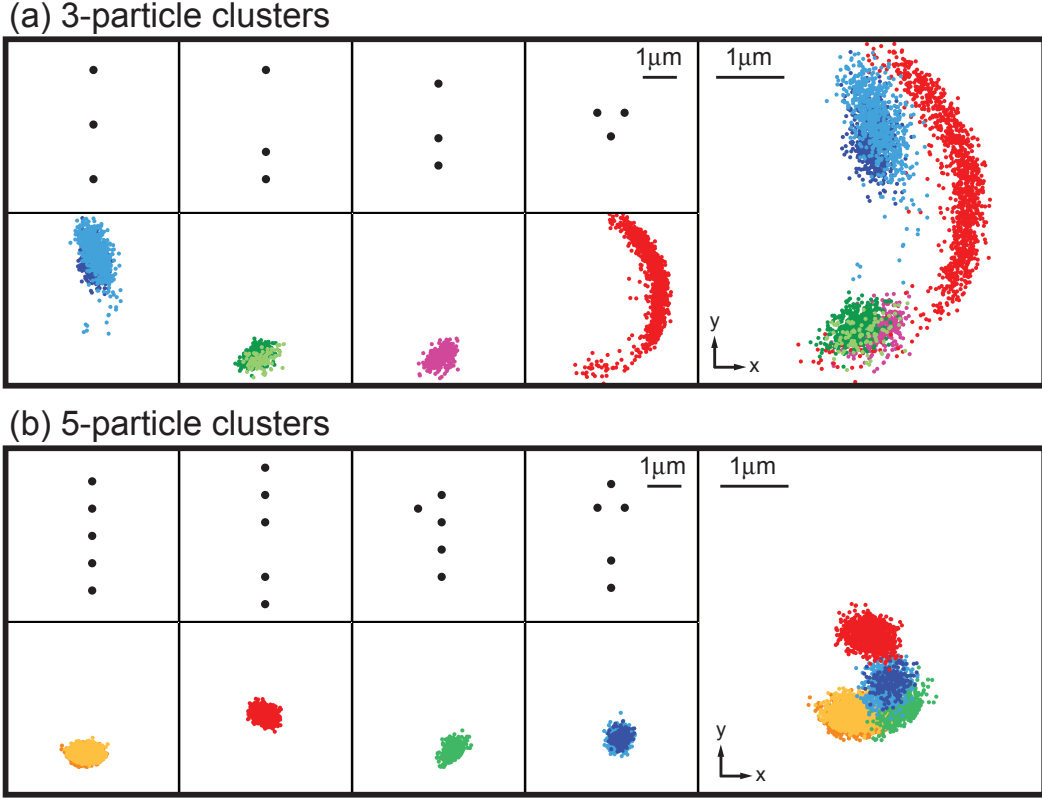 (a) 3-particle clusters
1μm
1μm
y
x
(b) 5-particle clusters
1μm
1μm
y
x